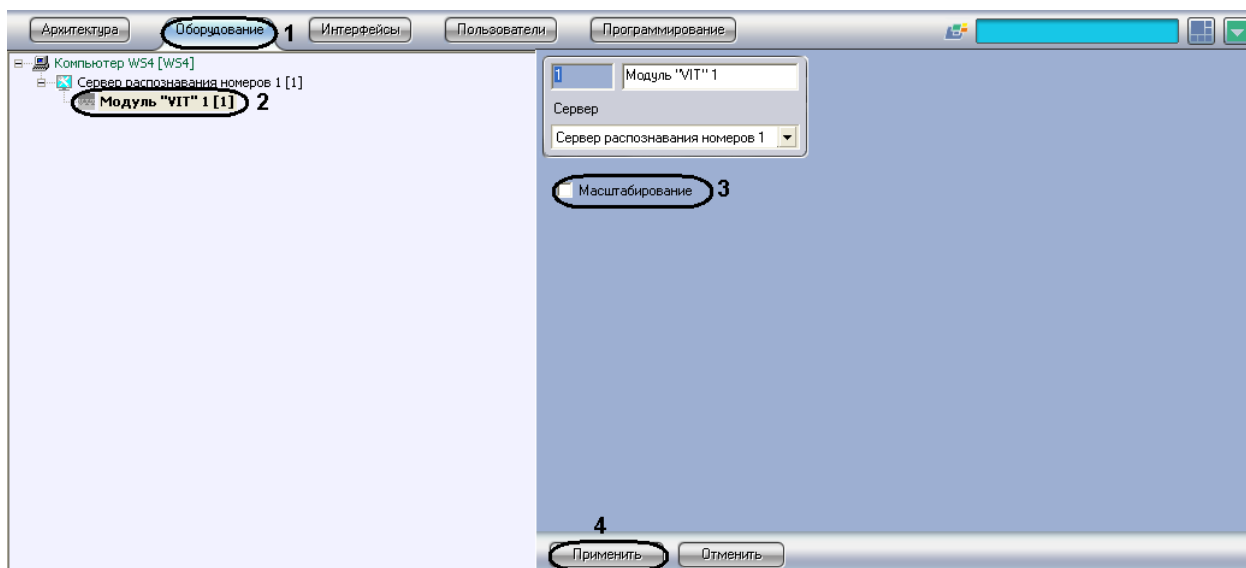 Архитектура Оборудование 1 Интерфейсы Пользователи Программирование
Компьютер WS4 [WS4]
Сервер распознавания номеров 1 [1]
Модуль "VIT" 1 [1] 2
1 Модуль "VIT" 1
Сервер
Сервер распознавания номеров 1
Масштабирование 3
4
Применить Отменить